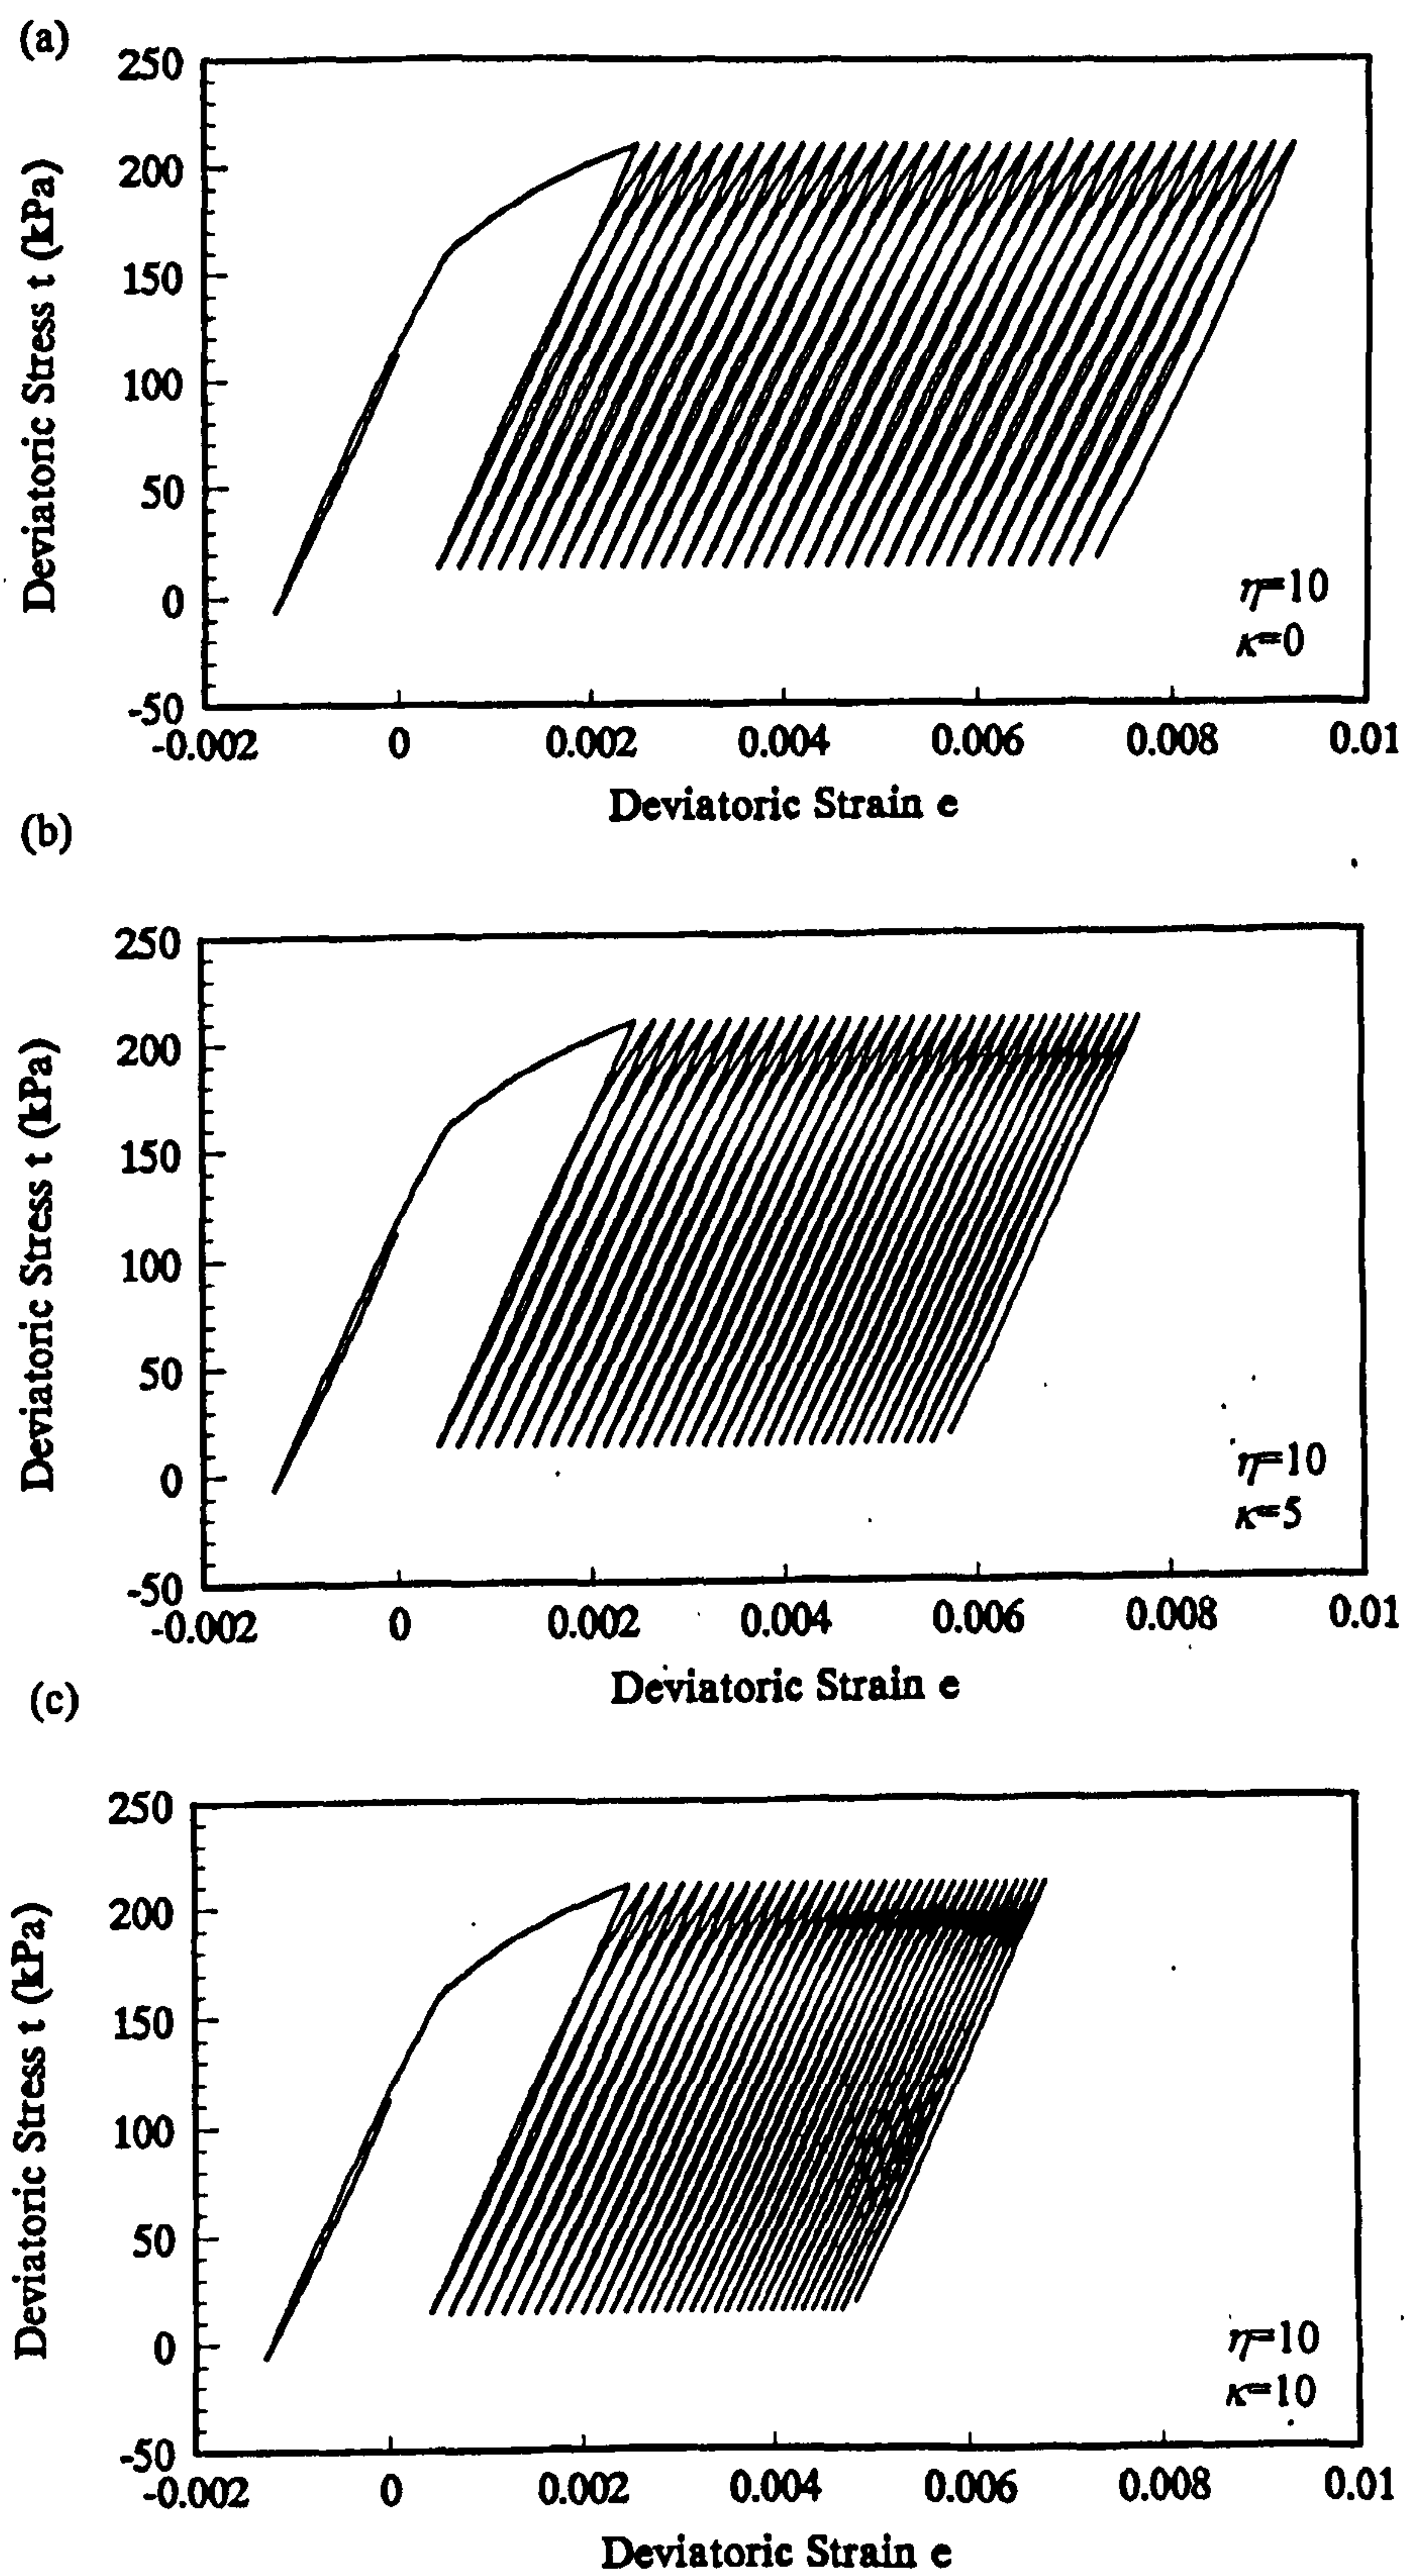 (a)
250
200
150
100
50
0
-50
Deviatoric Stress t (kPa)
η=10
κ=0
-0.002 0 0.002 0.004 0.006 0.008 0.01
Deviatoric Strain e
(b)
250
200
150
100
50
0
-50
Deviatoric Stress t (kPa)
η=10
κ=5
-0.002 0 0.002 0.004 0.006 0.008 0.01
Deviatoric Strain e
(c)
250
200
150
100
50
0
-50
Deviatoric Stress t (kPa)
η=10
κ=10
-0.002 0 0.002 0.004 0.006 0.008 0.01
Deviatoric Strain e